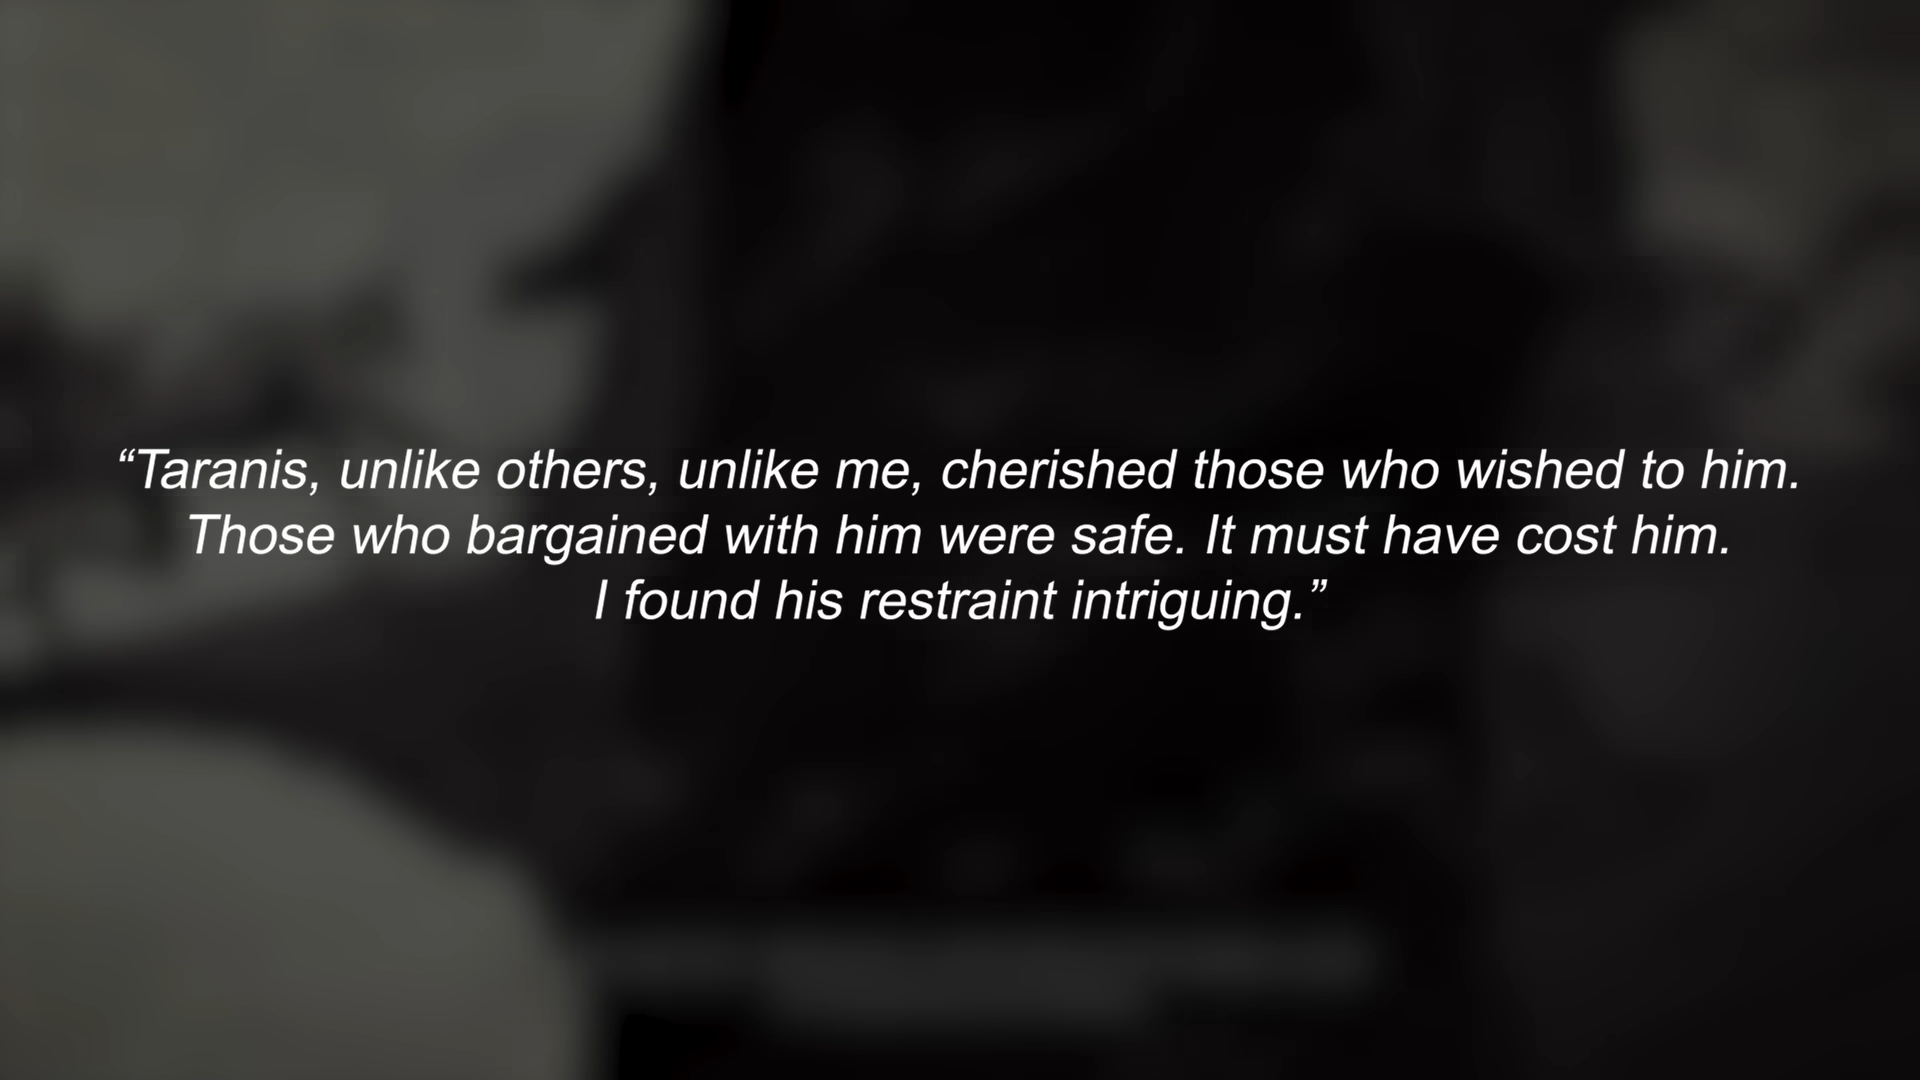 “Taranis, unlike others, unlike me, cherished those who wished to him.
Those who bargained with him were safe. It must have cost him.
I found his restraint intriguing.”